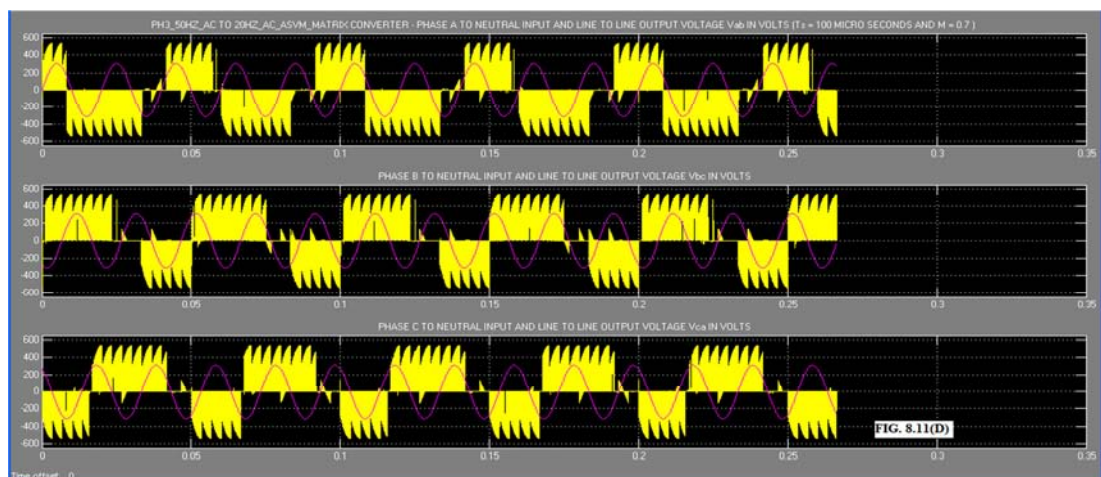 PH3_50HZ_AC TO 20HZ_AC_ASVM_MATRIX CONVERTER - PHASE A TO NEUTRAL INPUT AND LINE TO LINE OUTPUT VOLTAGE Vab IN VOLTS (Ts = 100 MICRO SECONDS AND M = 0.7 )
600
400
200
0
-200
-400
-600
0 0.05 0.1 0.15 0.2 0.25 0.3 0.35
PHASE B TO NEUTRAL INPUT AND LINE TO LINE OUTPUT VOLTAGE Vbc IN VOLTS
600
400
200
0
-200
-400
-600
0 0.05 0.1 0.15 0.2 0.25 0.3 0.35
PHASE C TO NEUTRAL INPUT AND LINE TO LINE OUTPUT VOLTAGE Vca IN VOLTS
600
400
200
0
-200
-400
-600
FIG. 8.11(D)
0 0.05 0.1 0.15 0.2 0.25 0.3 0.35
Time offset: 0